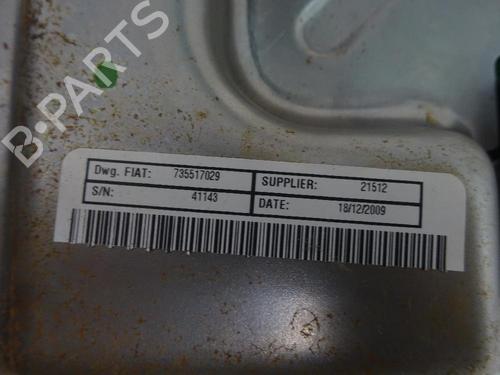 B-PARTS
Dwg. FIAT: 735517029 SUPPLIER: 21512
S/N: 41143 DATE: 18/12/2009